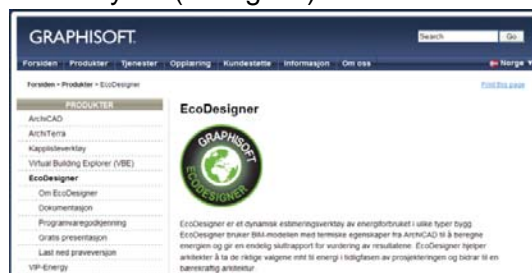 GRAPHISOFT.
Search
Go
Forsiden Produkter Tjenester Opplæring Kundestøtte Informasjon Om oss Norge
Forsiden > Produkter > EcoDesigner
Print this page
PRODUKTER
ArchiCAD
ArchiTerra
Kapplisteverktøy
Virtual Building Explorer (VBE)
EcoDesigner
Om EcoDesigner
Dokumentasjon
Programvaregodkjenning
Gratis presentasjon
Last ned prøveversjon
VIP-Energy
EcoDesigner
GRAPHISOFT
ECODESIGNER
EcoDesigner er et dynamisk estimeringsverktøy av energiforbruket i ulike typer bygg.
EcoDesigner bruker BIM-modellen med termiske egenskaper fra ArchiCAD til å beregne
energien og gir en endelig sluttrapport for vurdering av resultatene. EcoDesigner hjelper
arkitekter å ta de riktige valgene mht til energi i tidligfasen av prosjekteringen og bidrar til en
bærekraftig arkitektur